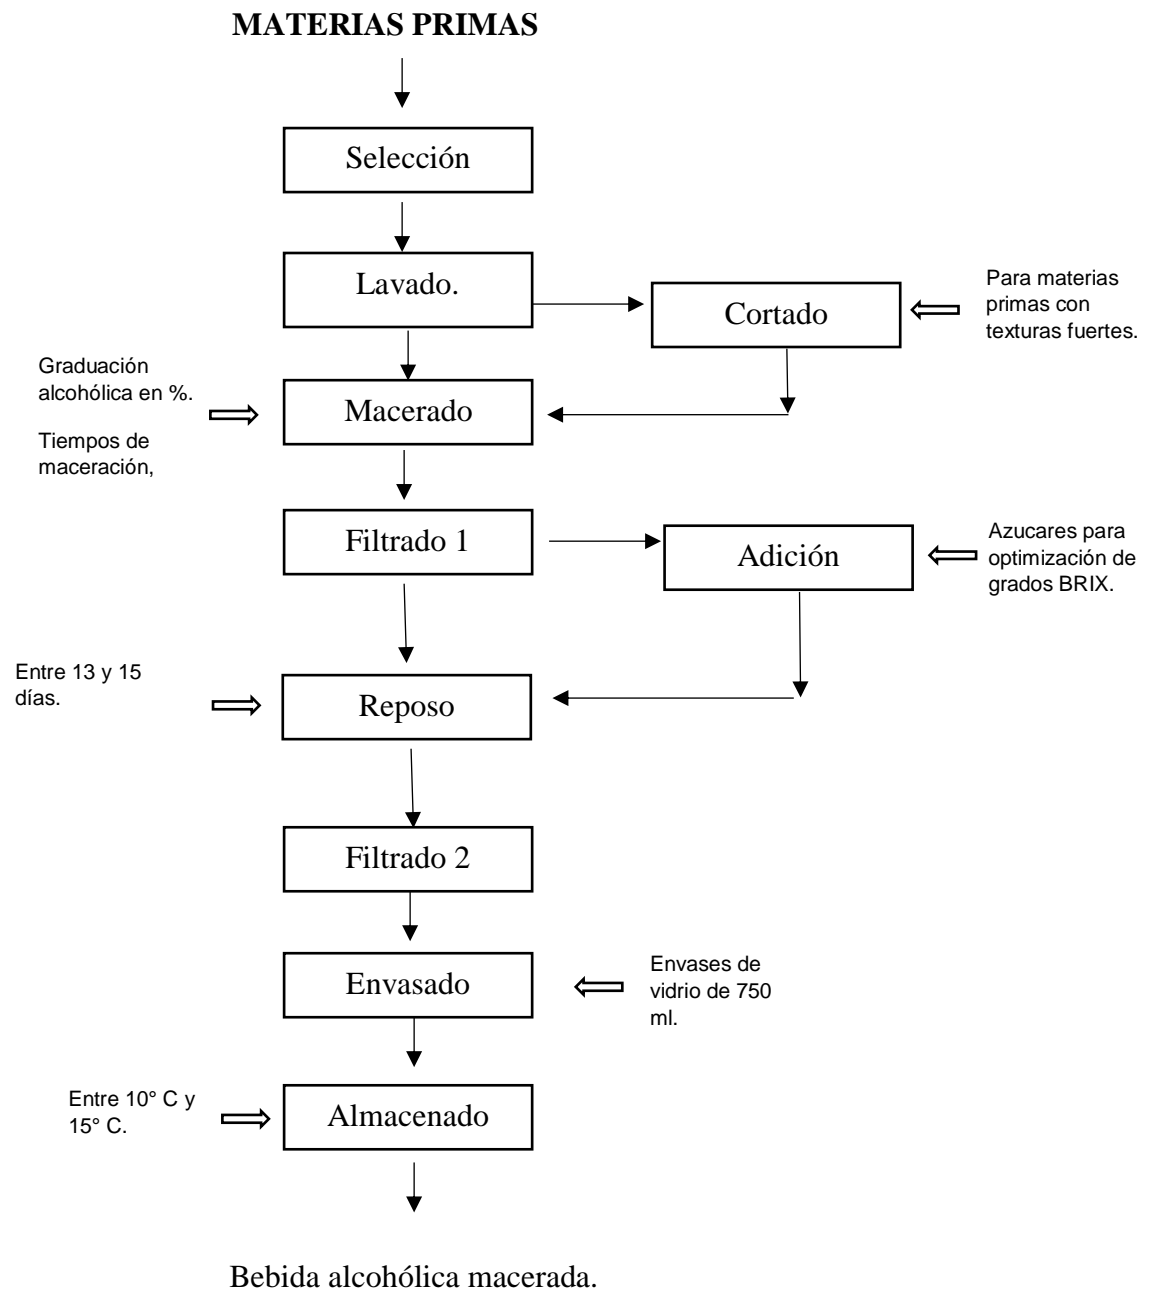 MATERIAS PRIMAS
Selección
Lavado.
Cortado
Para materias
primas con
texturas fuertes.
Graduación
alcohólica en %.
Tiempos de
maceración,
Macerado
Filtrado 1
Adición
Azucares para
optimización de
grados BRIX.
Entre 13 y 15
días.
Reposo
Filtrado 2
Envasado
Envases de
vidrio de 750
ml.
Entre 10° C y
15° C.
Almacenado
Bebida alcohólica macerada.